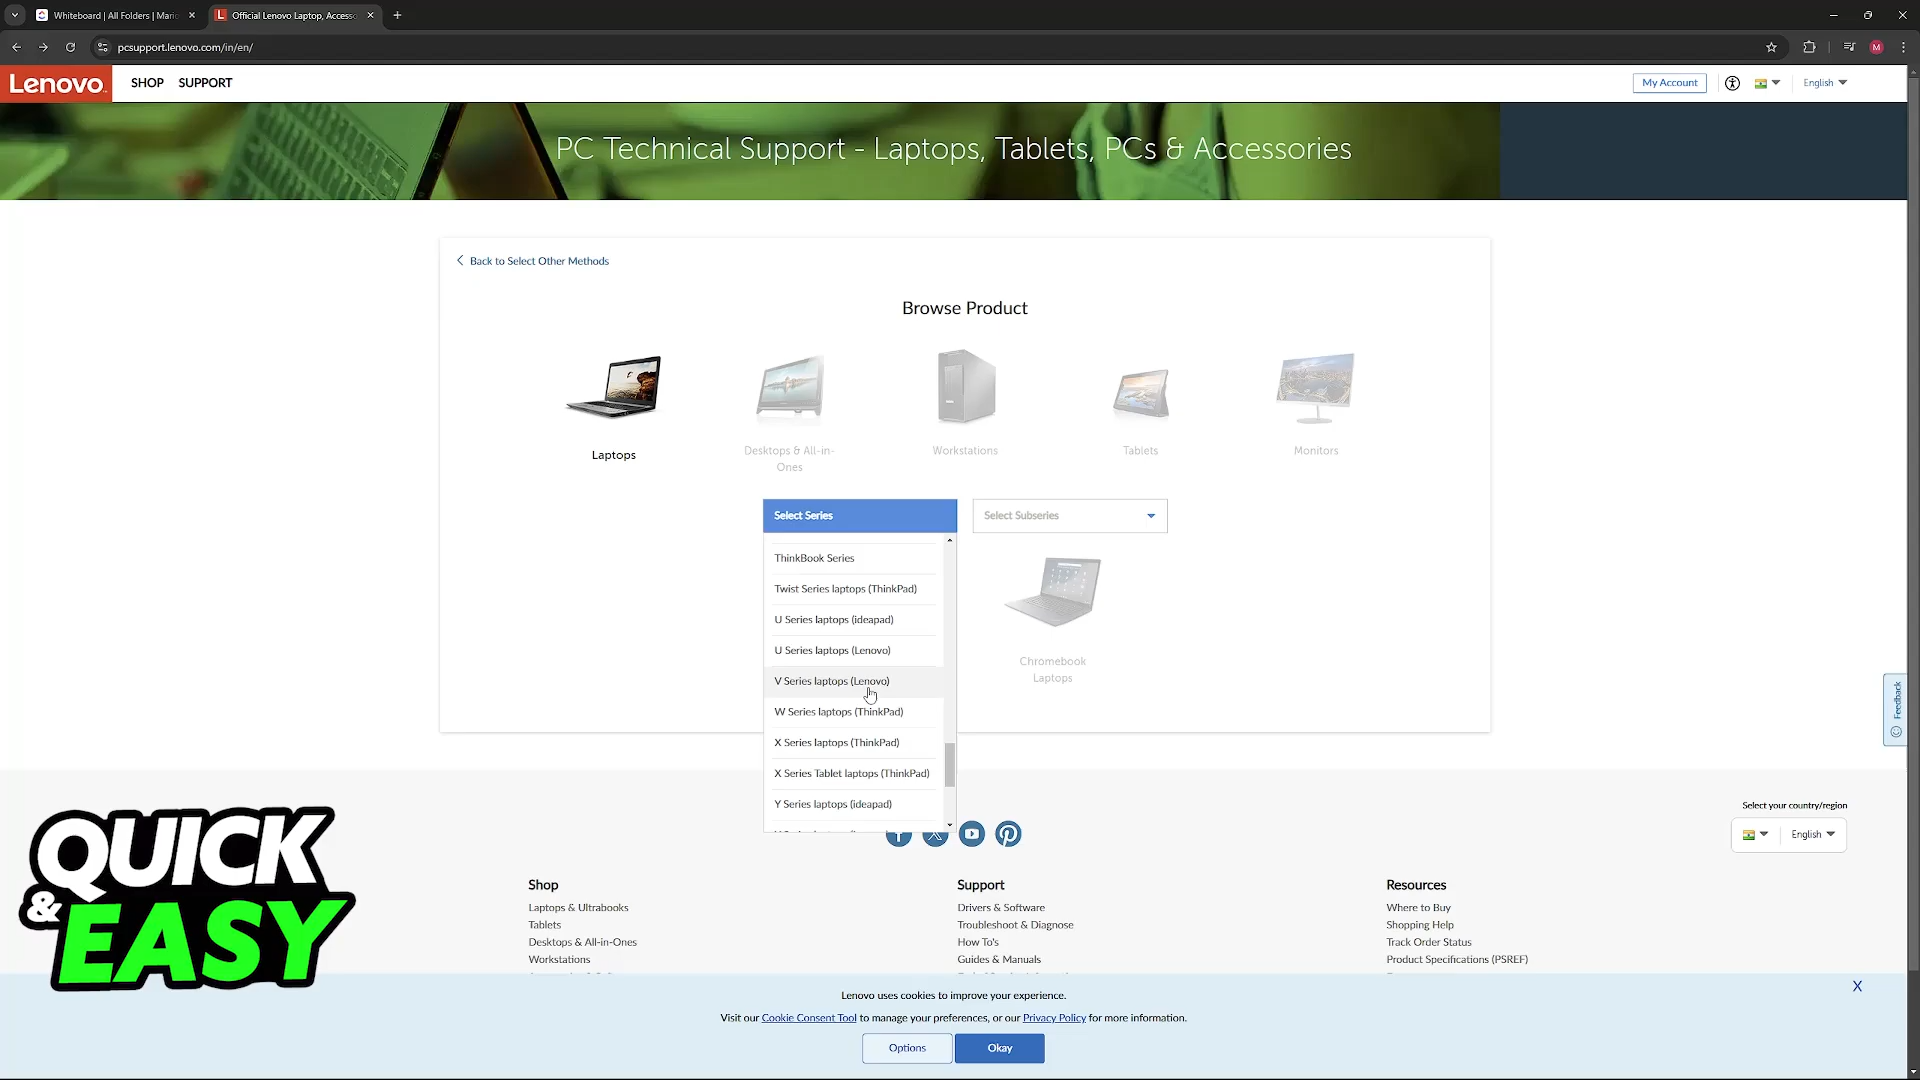 Whiteboard | All Folders | Mari
Official Lenovo Laptop, Accesso
pcsupport.lenovo.com/in/en/
M
Lenovo
SHOP
SUPPORT
My Account
English
PC Technical Support - Laptops, Tablets, PCs & Accessories
Back to Select Other Methods
Browse Product
Laptops
Desktops & All-in-
Ones
Workstations
Tablets
Monitors
Select Series
Select Subseries
ThinkBook Series
Twist Series laptops (ThinkPad)
U Series laptops (ideapad)
U Series laptops (Lenovo)
V Series laptops (Lenovo)
W Series laptops (ThinkPad)
X Series laptops (ThinkPad)
X Series Tablet laptops (ThinkPad)
Y Series laptops (ideapad)
Chromebook
Laptops
Feedback
Select your country/region
English
QUICK
& EASY
Shop
Laptops & Ultrabooks
Tablets
Desktops & All-in-Ones
Workstations
Support
Drivers & Software
Troubleshoot & Diagnose
How To's
Guides & Manuals
Resources
Where to Buy
Shopping Help
Track Order Status
Product Specifications (PSREF)
Lenovo uses cookies to improve your experience.
X
Visit our Cookie Consent Tool to manage your preferences, or our Privacy Policy for more information.
Options
Okay